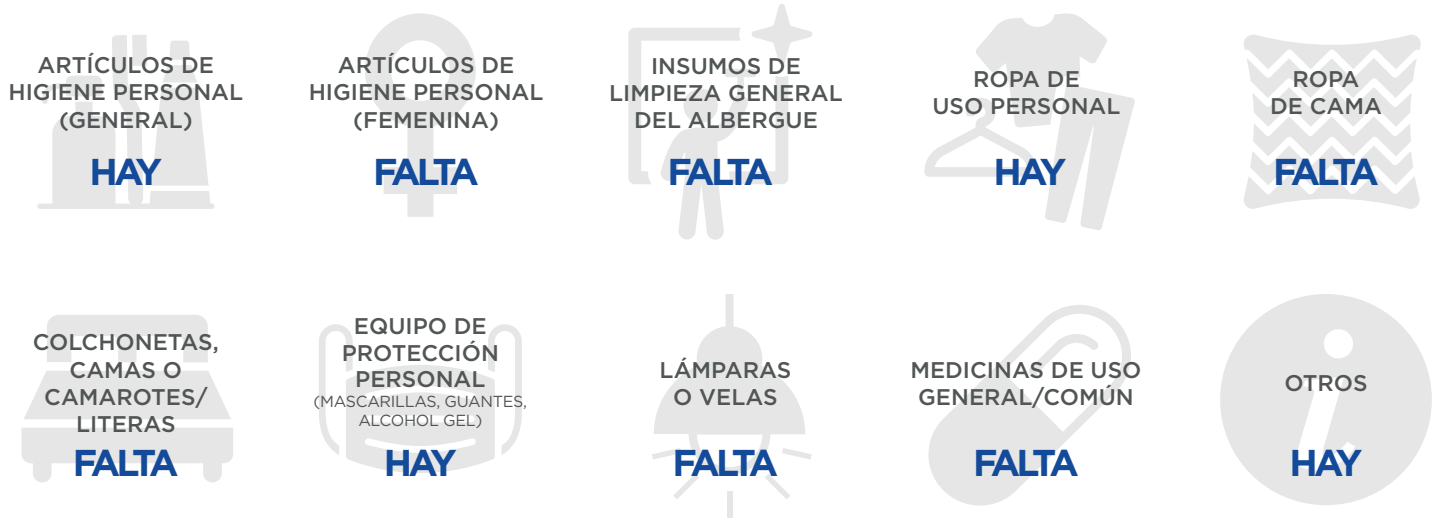 ARTÍCULOS DE
HIGIENE PERSONAL
(GENERAL)
HAY
ARTÍCULOS DE
HIGIENE PERSONAL
(FEMENINA)
FALTA
INSUMOS DE
LIMPIEZA GENERAL
DEL ALBERGUE
FALTA
ROPA DE
USO PERSONAL
HAY
ROPA
DE CAMA
FALTA
COLCHONETAS,
CAMAS O
CAMAROTES/
LITERAS
FALTA
EQUIPO DE
PROTECCIÓN
PERSONAL
(MASCARILLAS, GUANTES,
ALCOHOL GEL)
HAY
LÁMPARAS
O VELAS
FALTA
MEDICINAS DE USO
GENERAL/COMÚN
FALTA
OTROS
HAY